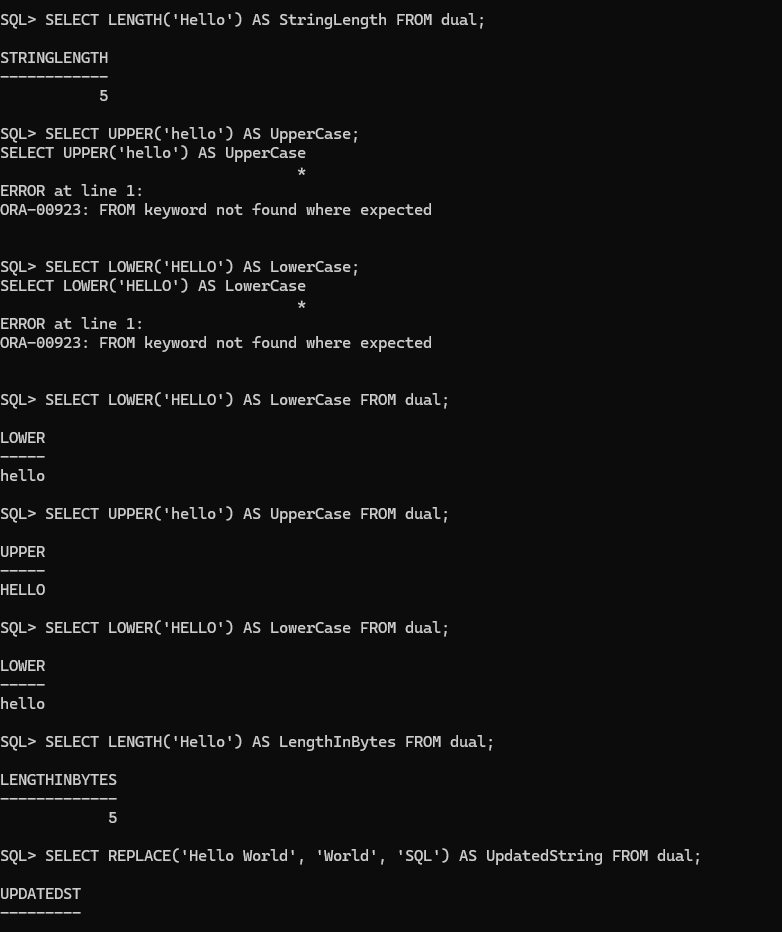 SQL> SELECT LENGTH('Hello') AS StringLength FROM dual;
STRINGLENGTH
------------
5
SQL> SELECT UPPER('hello') AS UpperCase;
SELECT UPPER('hello') AS UpperCase
*
ERROR at line 1:
ORA-00923: FROM keyword not found where expected
SQL> SELECT LOWER('HELLO') AS LowerCase;
SELECT LOWER('HELLO') AS LowerCase
*
ERROR at line 1:
ORA-00923: FROM keyword not found where expected
SQL> SELECT LOWER('HELLO') AS LowerCase FROM dual;
LOWER
-----
hello
SQL> SELECT UPPER('hello') AS UpperCase FROM dual;
UPPER
-----
HELLO
SQL> SELECT LOWER('HELLO') AS LowerCase FROM dual;
LOWER
-----
hello
SQL> SELECT LENGTH('Hello') AS LengthInBytes FROM dual;
LENGTHINBYTES
-------------
5
SQL> SELECT REPLACE('Hello World', 'World', 'SQL') AS UpdatedString FROM dual;
UPDATEDST
---------